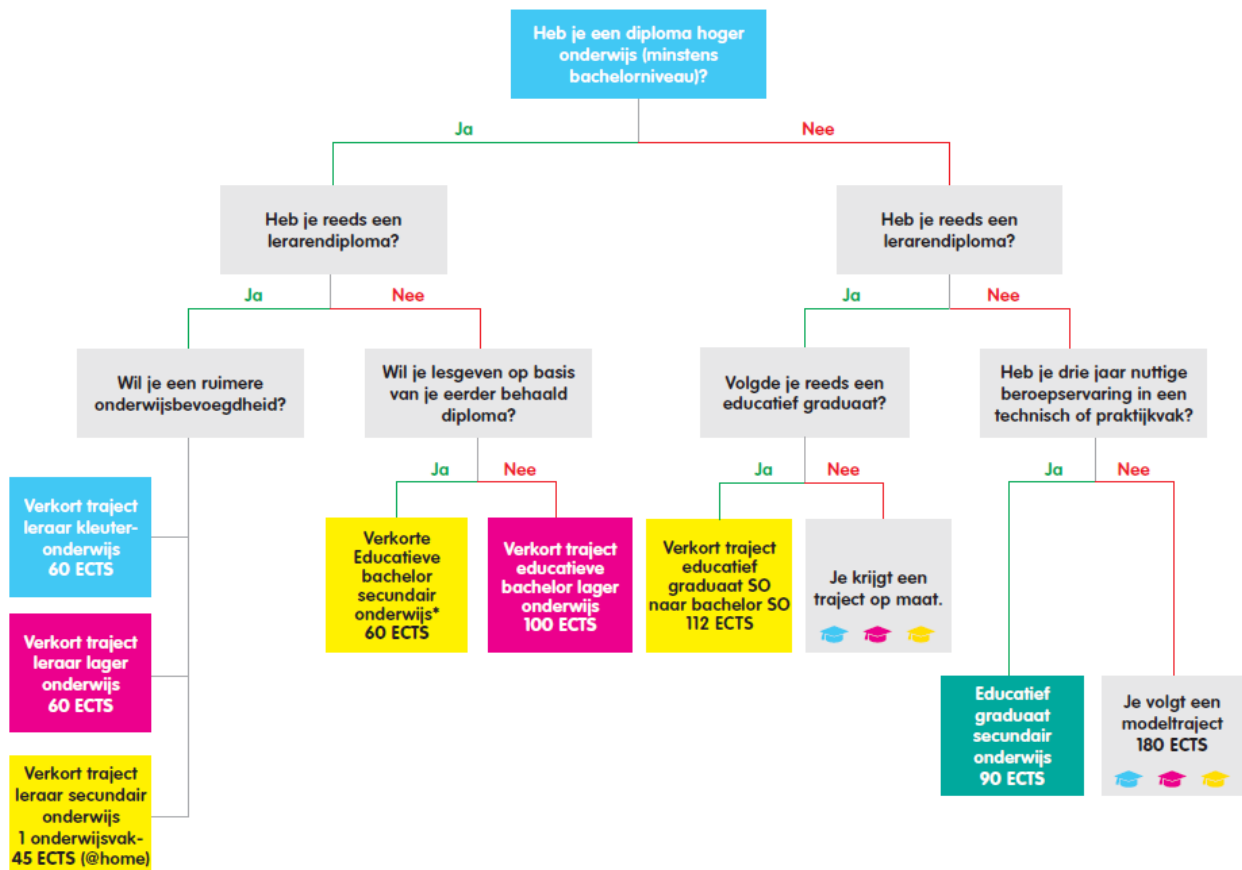 Heb je een diploma hoger
onderwijs (minstens
bachelorniveau)?
Ja
Nee
Heb je reeds een
lerarendiploma?
Heb je reeds een
lerarendiploma?
Ja
Nee
Ja
Nee
Wil je een ruimere
onderwijsbevoegdheid?
Wil je lesgeven op basis
van je eerder behaald
diploma?
Volgde je reeds een
educatief graduaat?
Heb je drie jaar nuttige
beroepservaring in een
technisch of praktijkvak?
Ja
Nee
Ja
Nee
Ja
Nee
Verkort traject
leraar kleuter-
onderwijs
60 ECTS
Verkort traject
leraar lager
onderwijs
60 ECTS
Verkort traject
leraar secundair
onderwijs
1 onderwijsvak-
45 ECTS (@home)
Verkorte
Educatieve
bachelor
secundair
onderwijs*
60 ECTS
Verkort traject
educatieve
bachelor lager
onderwijs
100 ECTS
Verkort traject
educatief
graduaat SO
naar bachelor SO
112 ECTS
Je krijgt een
traject op maat.
Educatief
graduaat
secundair
onderwijs
90 ECTS
Je volgt een
modeltraject
180 ECTS